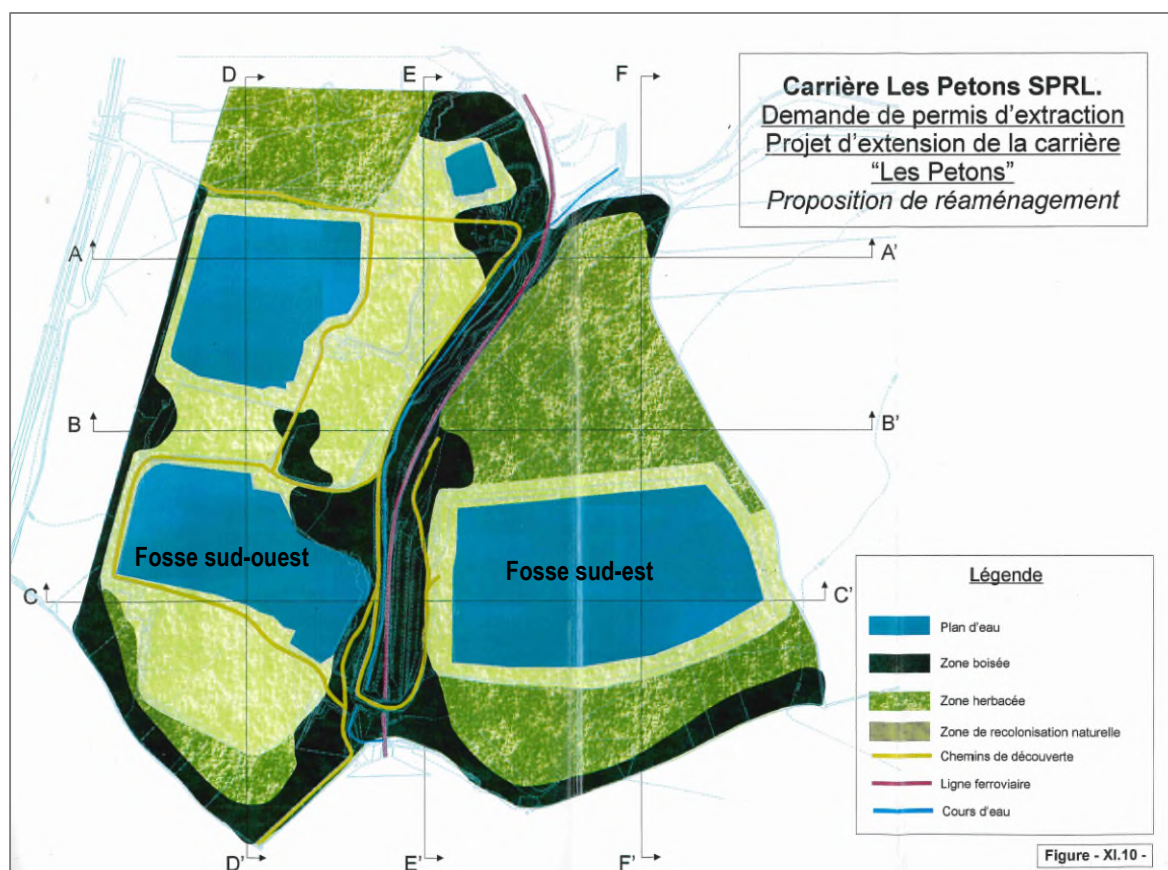 Carrière Les Petons SPRL.
Demande de permis d'extraction
Projet d'extension de la carrière
"Les Petons"
Proposition de réaménagement
D
E
F
A
A'
B
B'
Fosse sud-ouest
Fosse sud-est
C
C'
Légende
Plan d'eau
Zone boisée
Zone herbacée
Zone de recolonisation naturelle
Chemins de découverte
Ligne ferroviaire
Cours d'eau
D'
E'
F'
Figure - XI.10 -